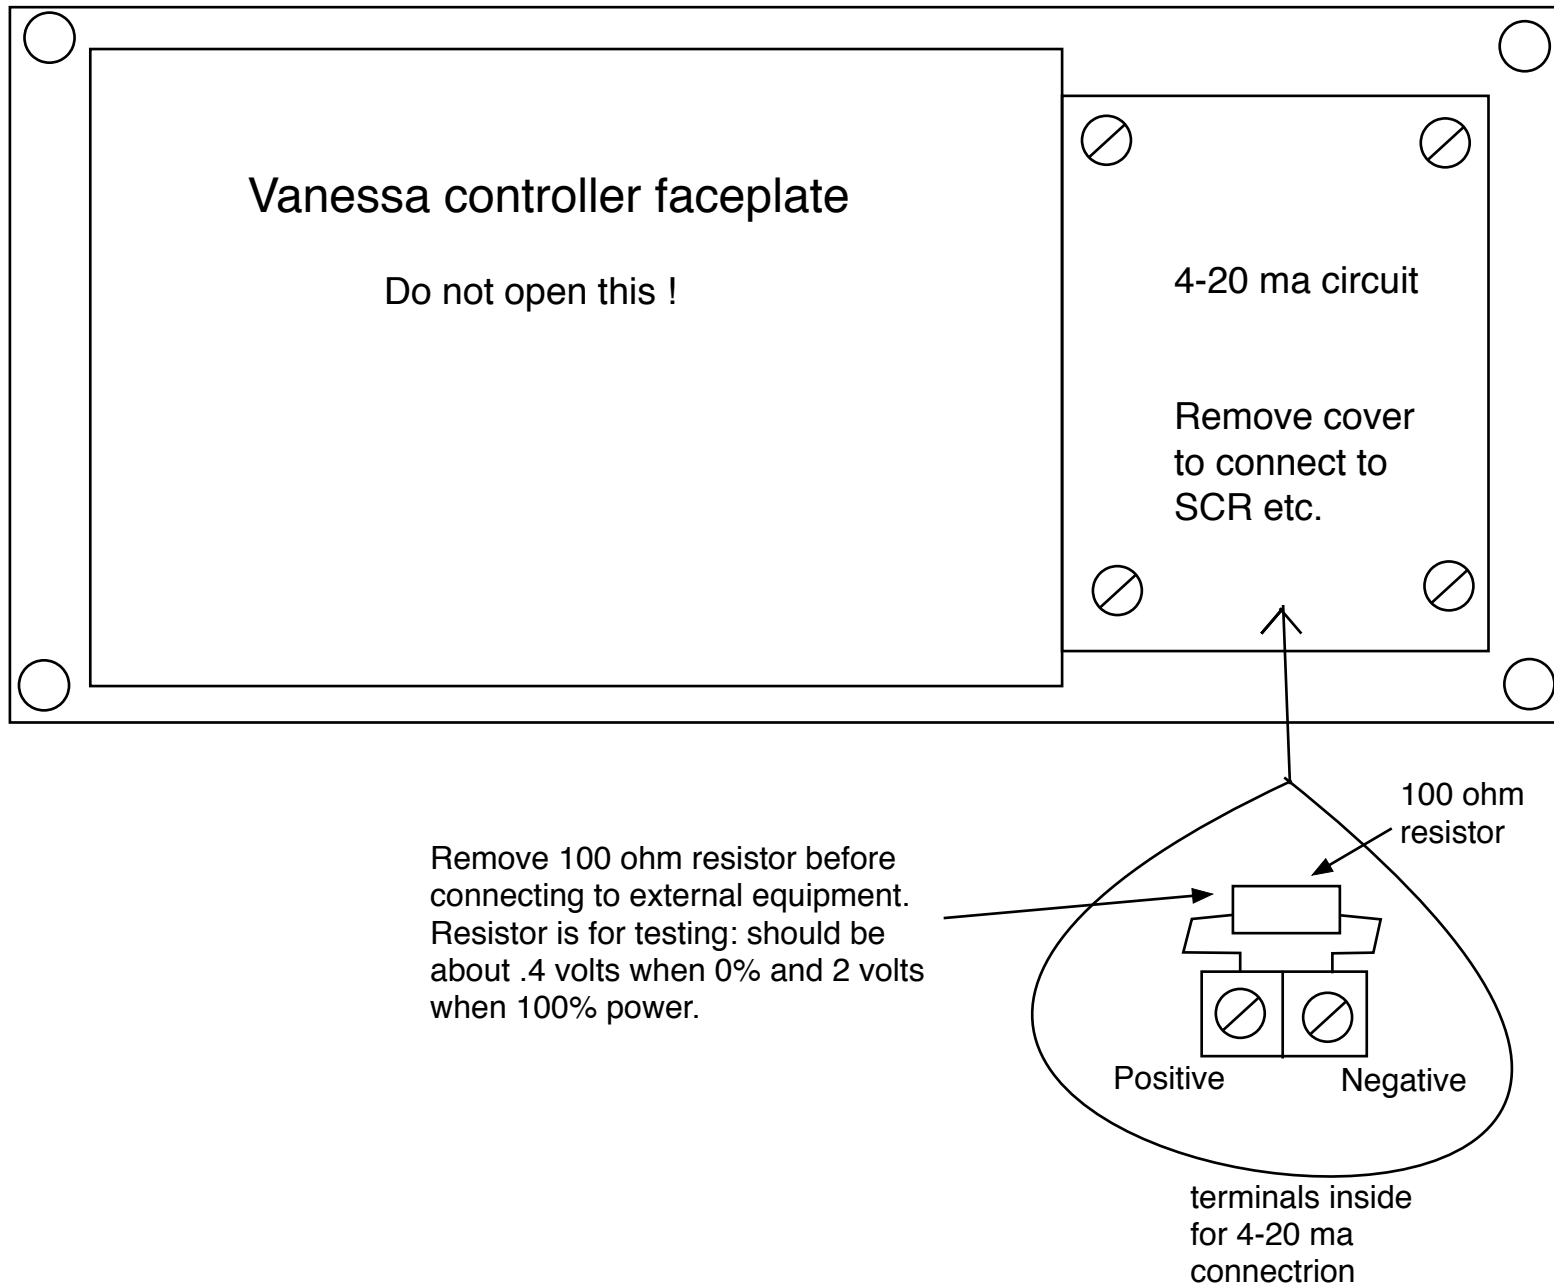 Vanessa controller faceplate
Do not open this !
4-20 ma circuit
Remove cover
to connect to
SCR etc.
100 ohm
resistor
Remove 100 ohm resistor before
connecting to external equipment.
Resistor is for testing: should be
about .4 volts when 0% and 2 volts
when 100% power.
Positive
Negative
terminals inside
for 4-20 ma
connectrion